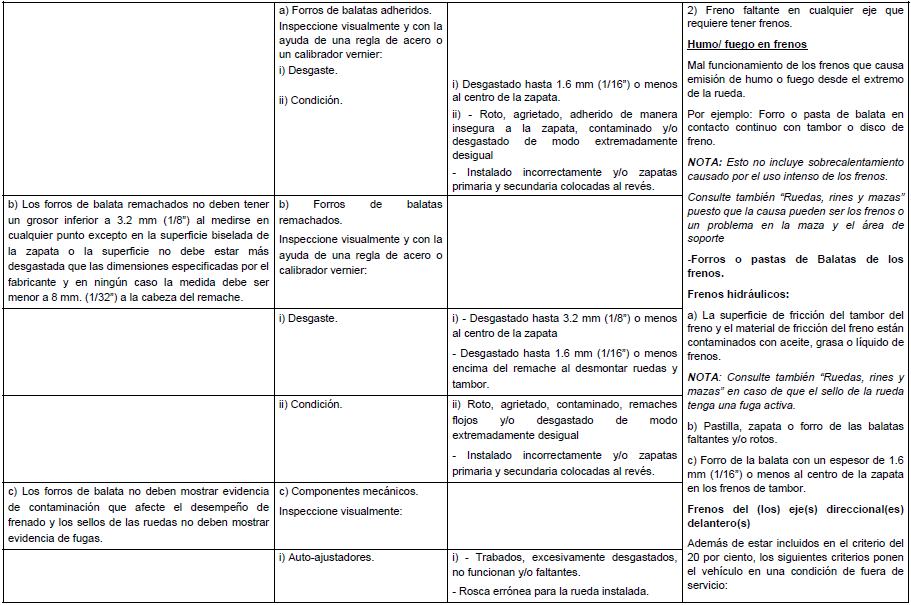 a) Forros de balatas adheridos.
Inspeccione visualmente y con la
ayuda de una regla de acero o
un calibrador vernier:
i) Desgaste.
ii) Condición.
i) Desgastado hasta 1.6 mm (1/16”) o menos
al centro de la zapata.
ii) - Roto, agrietado, adherido de manera
insegura a la zapata, contaminado y/o
desgastado de modo extremadamente
desigual
- Instalado incorrectamente y/o zapatas
primaria y secundaria colocadas al revés.
b) Los forros de balata remachados no deben tener
un grosor inferior a 3.2 mm (1/8”) al medirse en
cualquier punto excepto en la superficie biselada de
la zapata o la superficie no debe estar más
desgastada que las dimensiones especificadas por el
fabricante y en ningún caso la medida debe ser
menor a 8 mm. (1/32”) a la cabeza del remache.
b) Forros de balatas
remachados.
Inspeccione visualmente y con la
ayuda de una regla de acero o
calibrador vernier:
i) Desgaste.
i) - Desgastado hasta 3.2 mm (1/8”) o menos
al centro de la zapata
- Desgastado hasta 1.6 mm (1/16”) o menos
encima del remache al desmontar ruedas y
tambor.
ii) Condición.
ii) Roto, agrietado, contaminado, remaches
flojos y/o desgastado de modo
extremadamente desigual
- Instalado incorrectamente y/o zapatas
primaria y secundaria colocadas al revés.
c) Los forros de balata no deben mostrar evidencia
de contaminación que afecte el desempeño de
frenado y los sellos de las ruedas no deben mostrar
evidencia de fugas.
c) Componentes mecánicos.
Inspeccione visualmente:
i) Auto-ajustadores.
i) - Trabados, excesivamente desgastados,
no funcionan y/o faltantes.
- Rosca errónea para la rueda instalada.
2) Freno faltante en cualquier eje que
requiere tener frenos.
Humo/ fuego en frenos
Mal funcionamiento de los frenos que causa
emisión de humo o fuego desde el extremo
de la rueda.
Por ejemplo: Forro o pasta de balata en
contacto continuo con tambor o disco de
freno.
NOTA: Esto no incluye sobrecalentamiento
causado por el uso intenso de los frenos.
Consulte también “Ruedas, rines y mazas”
puesto que la causa pueden ser los frenos o
un problema en la maza y el área de
soporte
-Forros o pastas de Balatas de los
frenos.
Frenos hidráulicos:
a) La superficie de fricción del tambor del
freno y el material de fricción del freno están
contaminados con aceite, grasa o líquido de
frenos.
NOTA: Consulte también “Ruedas, rines y
mazas” en caso de que el sello de la rueda
tenga una fuga activa.
b) Pastilla, zapata o forro de las balatas
faltantes y/o rotos.
c) Forro de la balata con un espesor de 1.6
mm (1/16”) o menos al centro de la zapata
en los frenos de tambor.
Frenos del (los) eje(s) direccional(es)
delantero(s)
Además de estar incluidos en el criterio del
20 por ciento, los siguientes criterios ponen
el vehículo en una condición de fuera de
servicio: